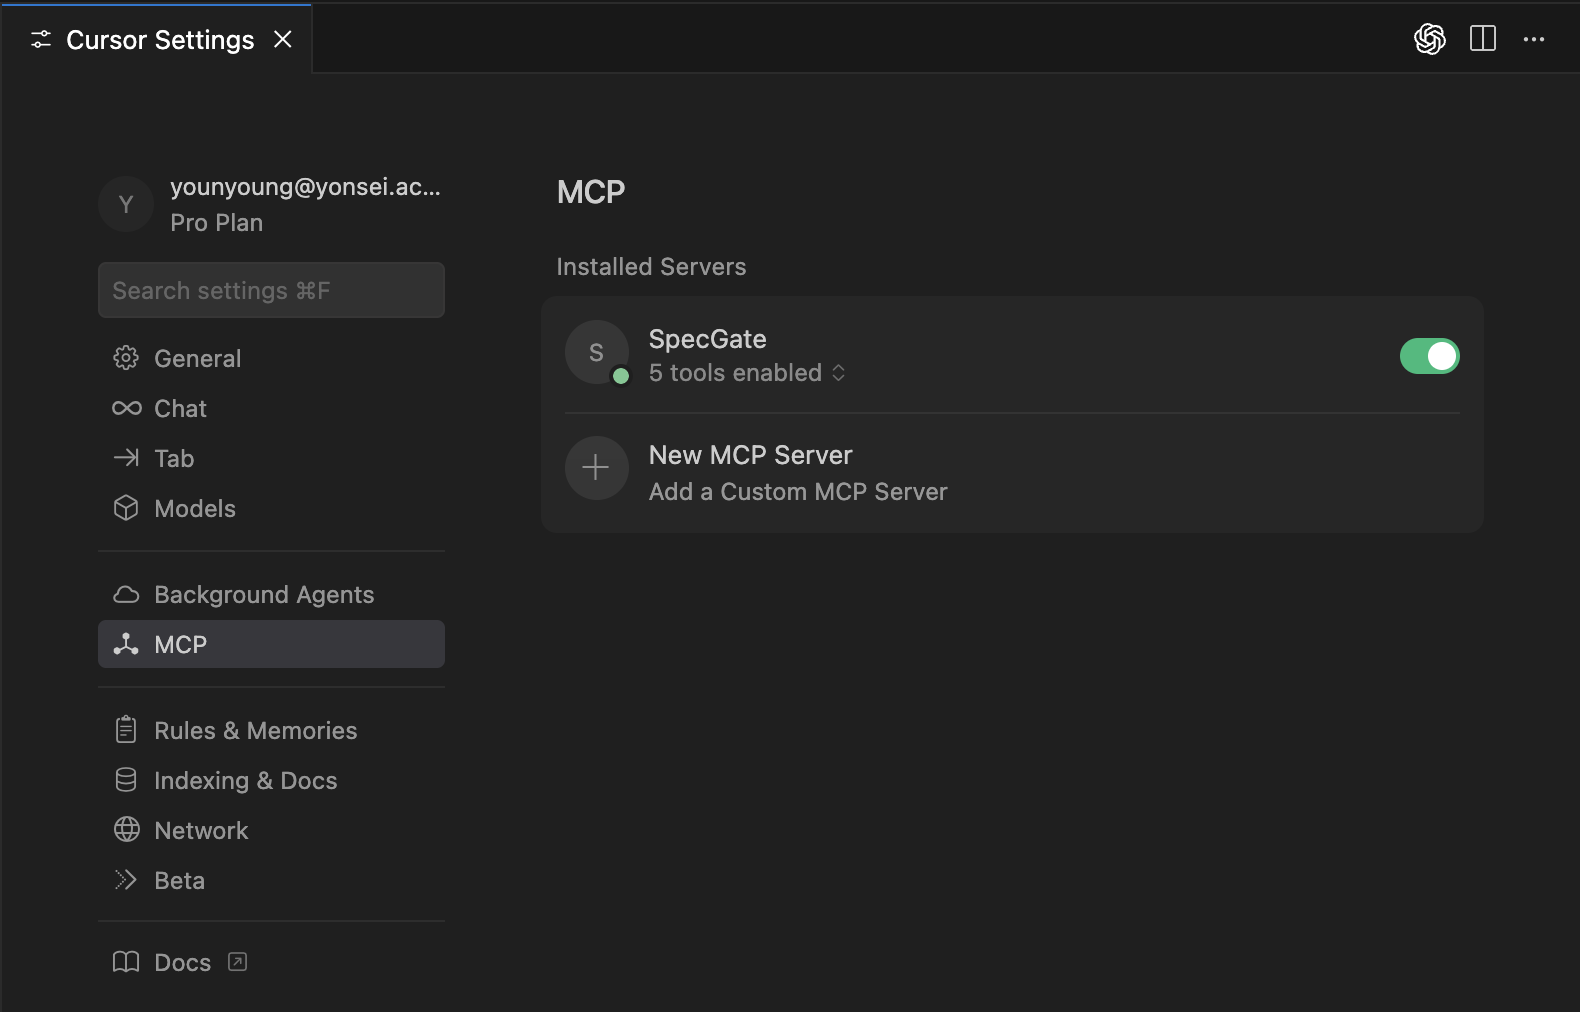 Cursor Settings
younyoung@yonsei.ac...
Y
Pro Plan
Search settings ⌘F
General
Chat
Tab
Models
Background Agents
MCP
Rules & Memories
Indexing & Docs
Network
Beta
Docs
MCP
Installed Servers
S
SpecGate
5 tools enabled
New MCP Server
Add a Custom MCP Server